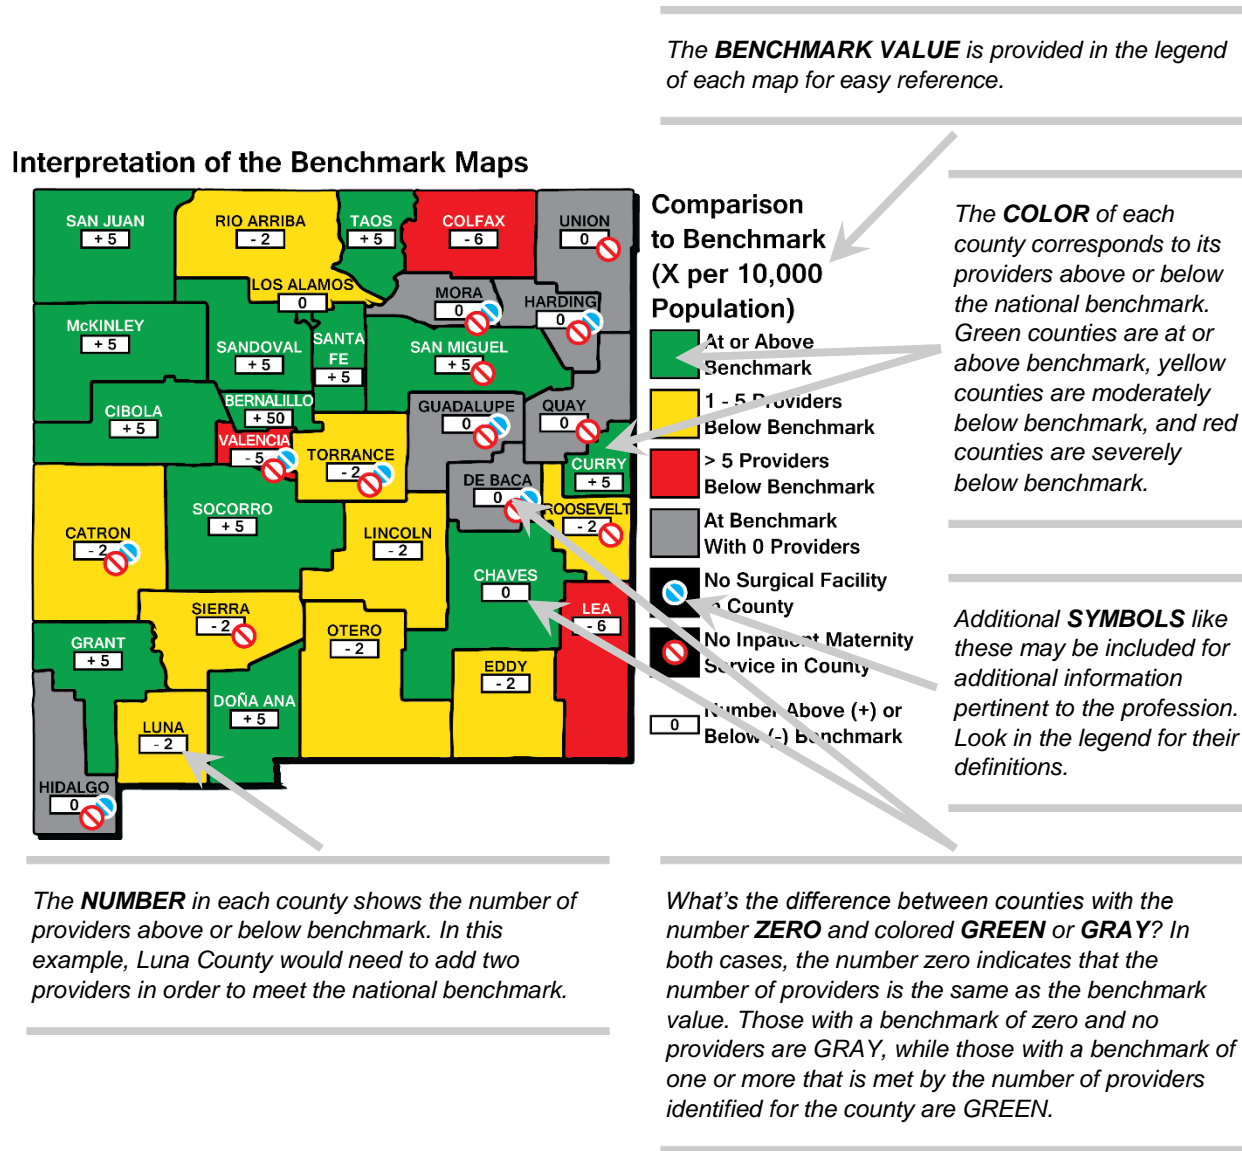 The BENCHMARK VALUE is provided in the legend
of each map for easy reference.
Interpretation of the Benchmark Maps
SAN JUAN
+ 5
RIO ARRIBA
- 2
TAOS
+ 5
COLFAX
- 6
UNION
0
LOS ALAMOS
0
MORA
0
HARDING
0
McKINLEY
+ 5
SANDOVAL
+ 5
SANTA
FE
+ 5
SAN MIGUEL
+ 5
CIBOLA
+ 5
BERNALILLO
+ 50
VALENCIA
- 5
TORRANCE
- 2
GUADALUPE
0
QUAY
0
CURRY
+ 5
DE BACA
0
ROOSEVELT
- 2
CATRON
- 2
SOCORRO
+ 5
LINCOLN
- 2
CHAVES
0
LEA
- 6
SIERRA
- 2
GRANT
+ 5
OTERO
- 2
EDDY
- 2
DOÑA ANA
+ 5
LUNA
- 2
HIDALGO
0
Comparison
to Benchmark
(X per 10,000
Population)
At or Above
Benchmark
1 - 5 Providers
Below Benchmark
> 5 Providers
Below Benchmark
At Benchmark
With 0 Providers
No Surgical Facility
County
No Inpatient Maternity
Service in County
0
Number Above (+) or
Below (-) Benchmark
The COLOR of each
county corresponds to its
providers above or below
the national benchmark.
Green counties are at or
above benchmark, yellow
counties are moderately
below benchmark, and red
counties are severely
below benchmark.
Additional SYMBOLS like
these may be included for
additional information
pertinent to the profession.
Look in the legend for their
definitions.
The NUMBER in each county shows the number of
providers above or below benchmark. In this
example, Luna County would need to add two
providers in order to meet the national benchmark.
What's the difference between counties with the
number ZERO and colored GREEN or GRAY? In
both cases, the number zero indicates that the
number of providers is the same as the benchmark
value. Those with a benchmark of zero and no
providers are GRAY, while those with a benchmark of
one or more that is met by the number of providers
identified for the county are GREEN.